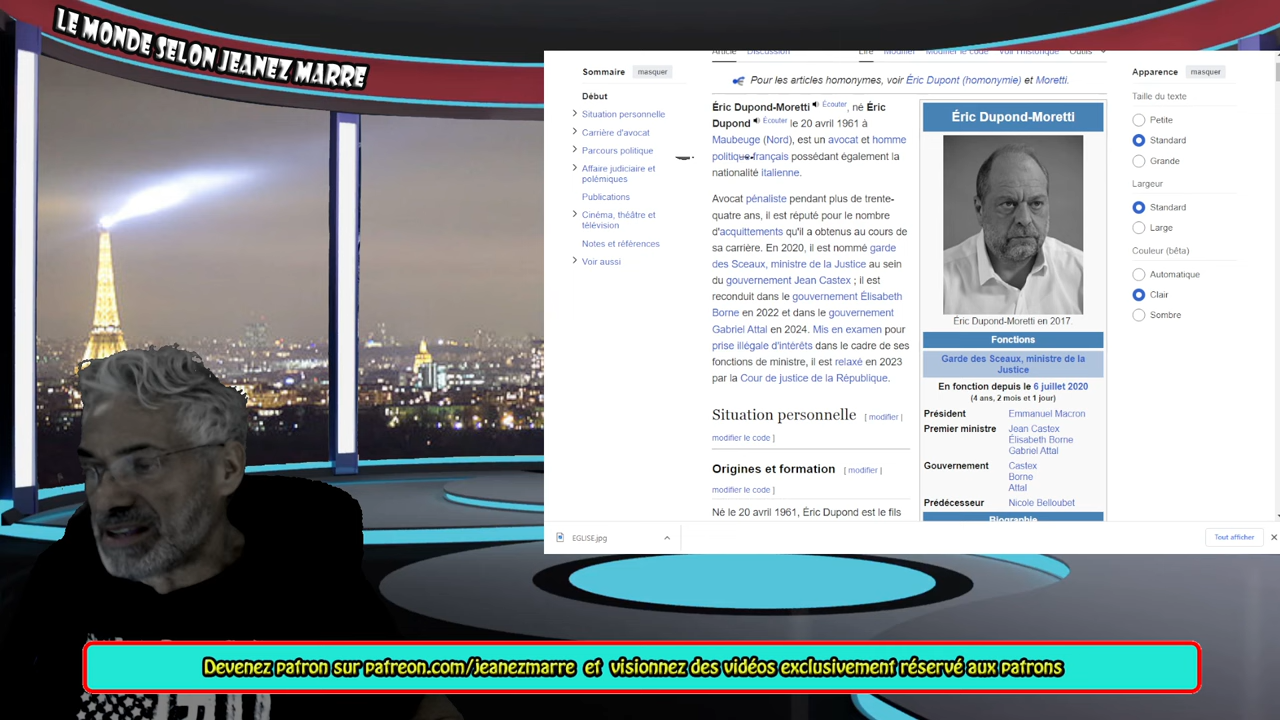 LE MONDE SELON JEANEZ MARRE
Article Discussion Lire Modifier Modifier le code Voir l'historique Outils
Sommaire masquer
Début
Situation personnelle
Carrière d'avocat
Parcours politique
Affaire judiciaire et
polémiques
Publications
Cinéma, théâtre et
télévision
Notes et références
Voir aussi
Pour les articles homonymes, voir Éric Dupont (homonymie) et Moretti.
Éric Dupond-Moretti Écouter, né Éric
Dupond Écouter le 20 avril 1961 à
Maubeuge (Nord), est un avocat et homme
politique français possédant également la
nationalité italienne.
Avocat pénaliste pendant plus de trente-
quatre ans, il est réputé pour le nombre
d'acquittements qu'il a obtenus au cours de
sa carrière. En 2020, il est nommé garde
des Sceaux, ministre de la Justice au sein
du gouvernement Jean Castex ; il est
reconduit dans le gouvernement Élisabeth
Borne en 2022 et dans le gouvernement
Gabriel Attal en 2024. Mis en examen pour
prise illégale d'intérêts dans le cadre de ses
fonctions de ministre, il est relaxé en 2023
par la Cour de justice de la République.
Situation personnelle [ modifier |
modifier le code ]
Origines et formation [ modifier |
modifier le code ]
Né le 20 avril 1961, Éric Dupond est le fils
Éric Dupond-Moretti
Éric Dupond-Moretti en 2017.
Fonctions
Garde des Sceaux, ministre de la
Justice
En fonction depuis le 6 juillet 2020
(4 ans, 2 mois et 1 jour)
Président Emmanuel Macron
Premier ministre Jean Castex
Élisabeth Borne
Gabriel Attal
Gouvernement Castex
Borne
Attal
Prédécesseur Nicole Belloubet
Biographie
Apparence masquer
Taille du texte
Petite
Standard
Grande
Largeur
Standard
Large
Couleur (bêta)
Automatique
Clair
Sombre
EGLISE.jpg
Tout afficher
Devenez patron sur patreon.com/jeanezmarre et visionnez des vidéos exclusivement réservé aux patrons